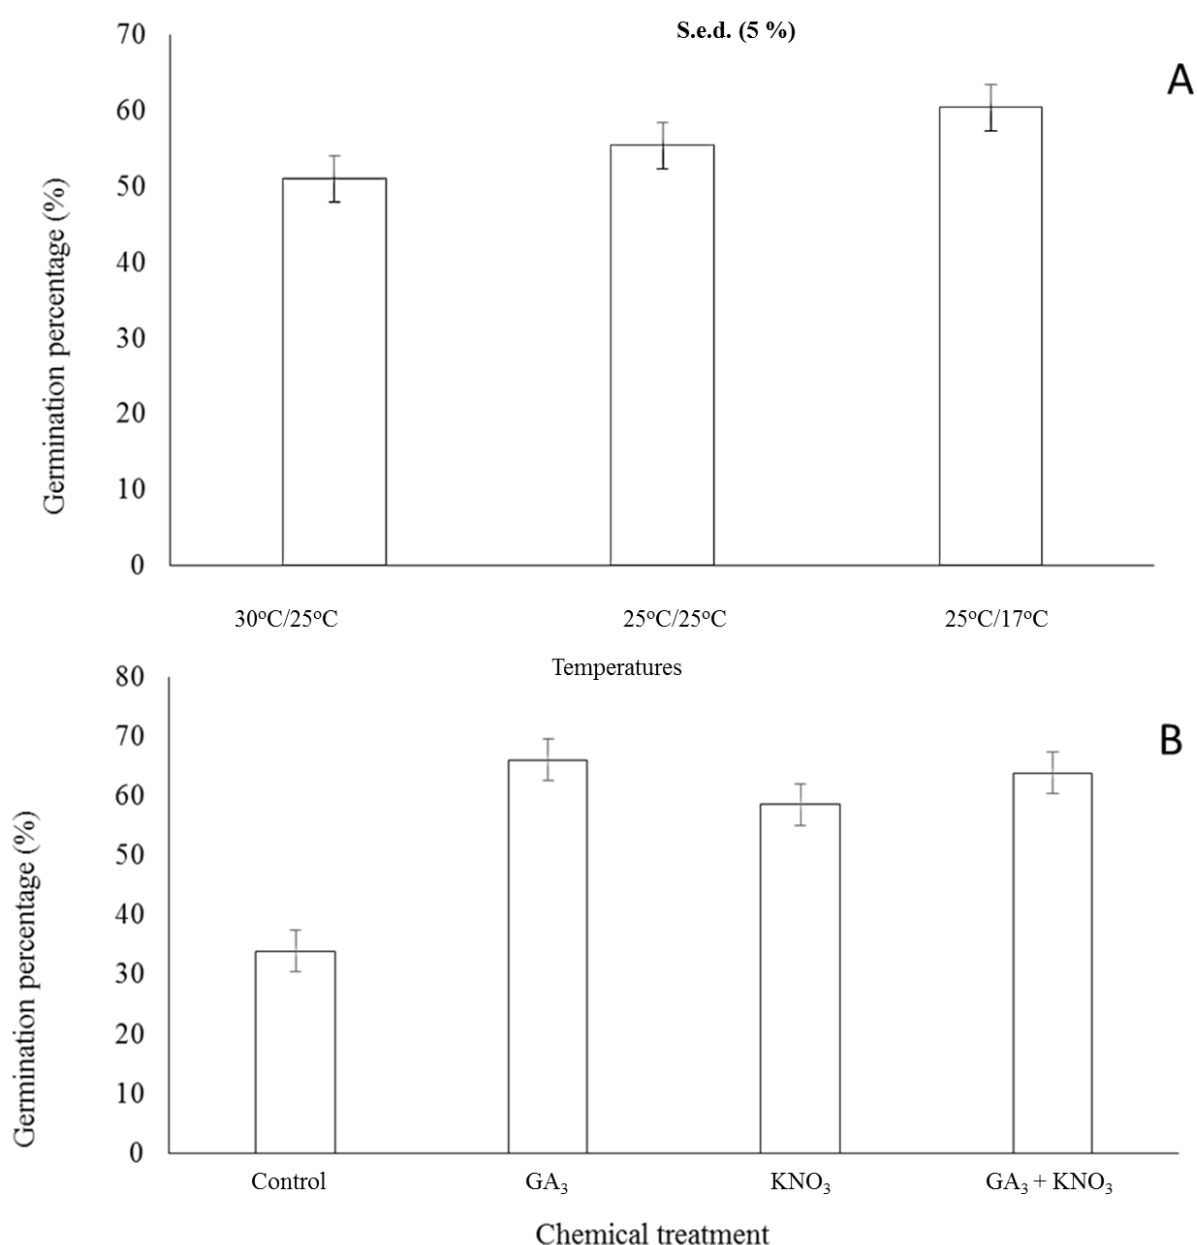 S.e.d. (5 %)
A
70
60
50
40
30
20
10
0
Germination percentage (%)
30°C/25°C 25°C/25°C 25°C/17°C
Temperatures
B
80
70
60
50
40
30
20
10
0
Germination percentage (%)
Control GA₃ KNO₃ GA₃ + KNO₃
Chemical treatment